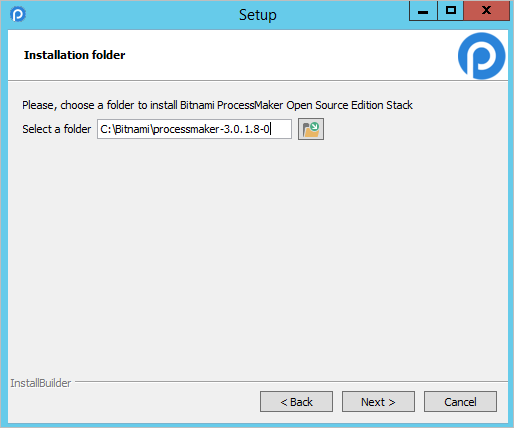 Setup
Installation folder
Please, choose a folder to install Bitnami ProcessMaker Open Source Edition Stack
Select a folder C:\Bitnami\processmaker-3.0.1.8-0
InstallBuilder
< Back Next > Cancel